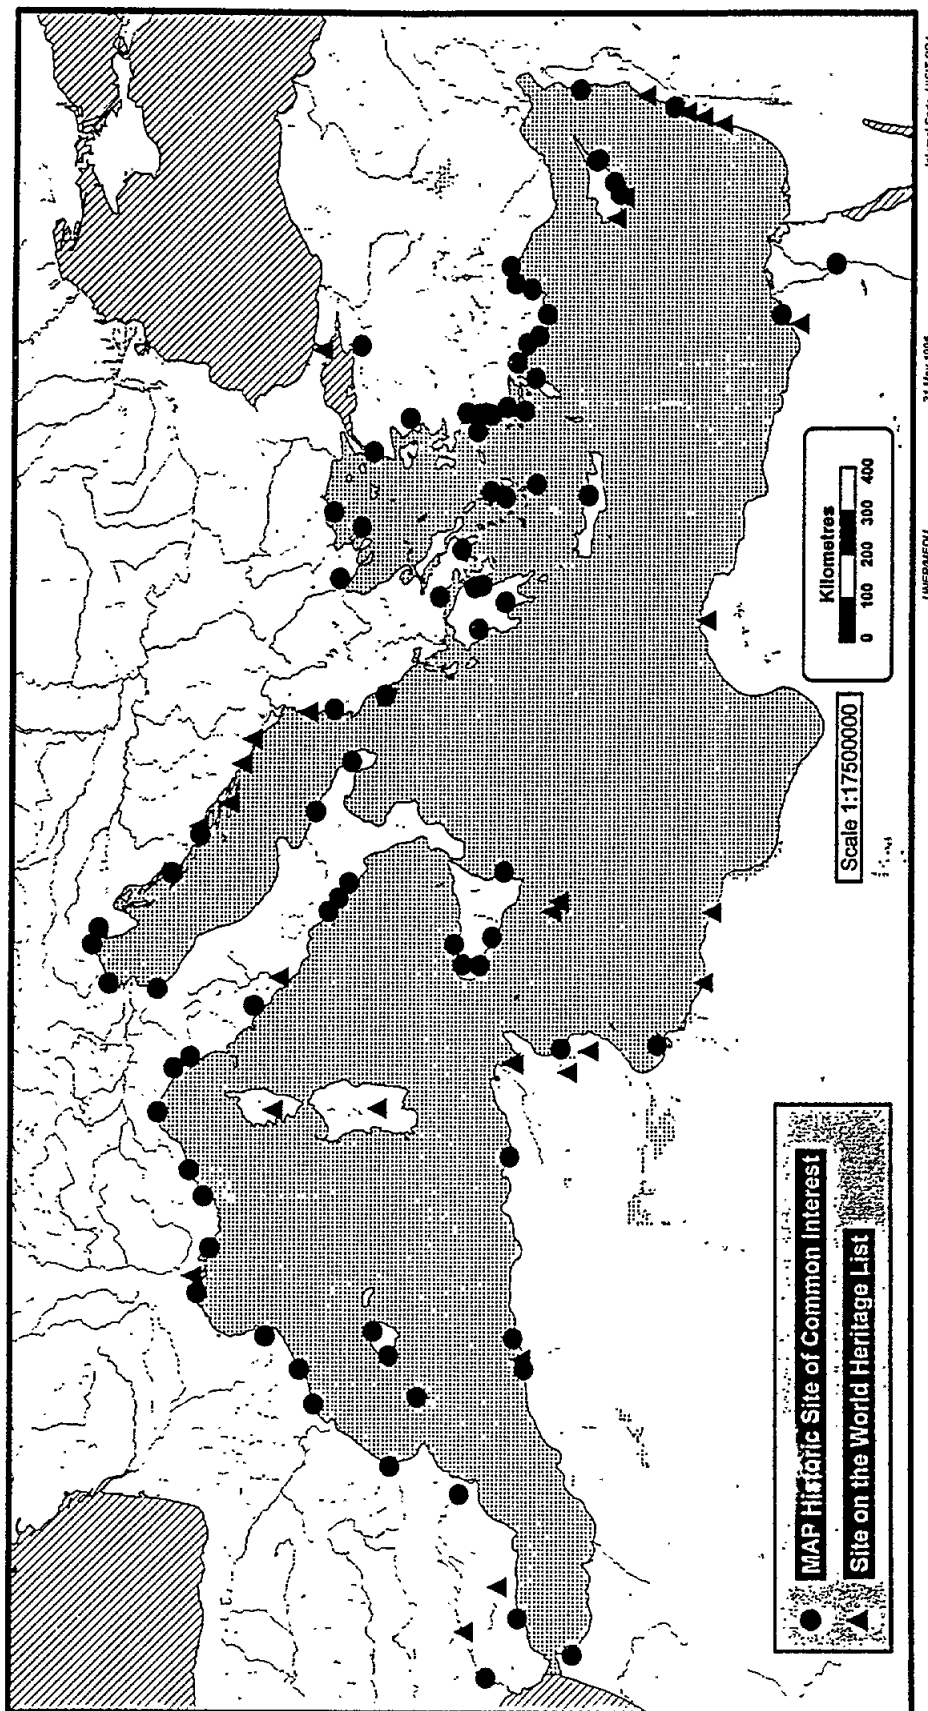 MAP Historic Site of Common Interest
Site on the World Heritage List
Scale 1:17500000
Kilometres
0 100 200 300 400